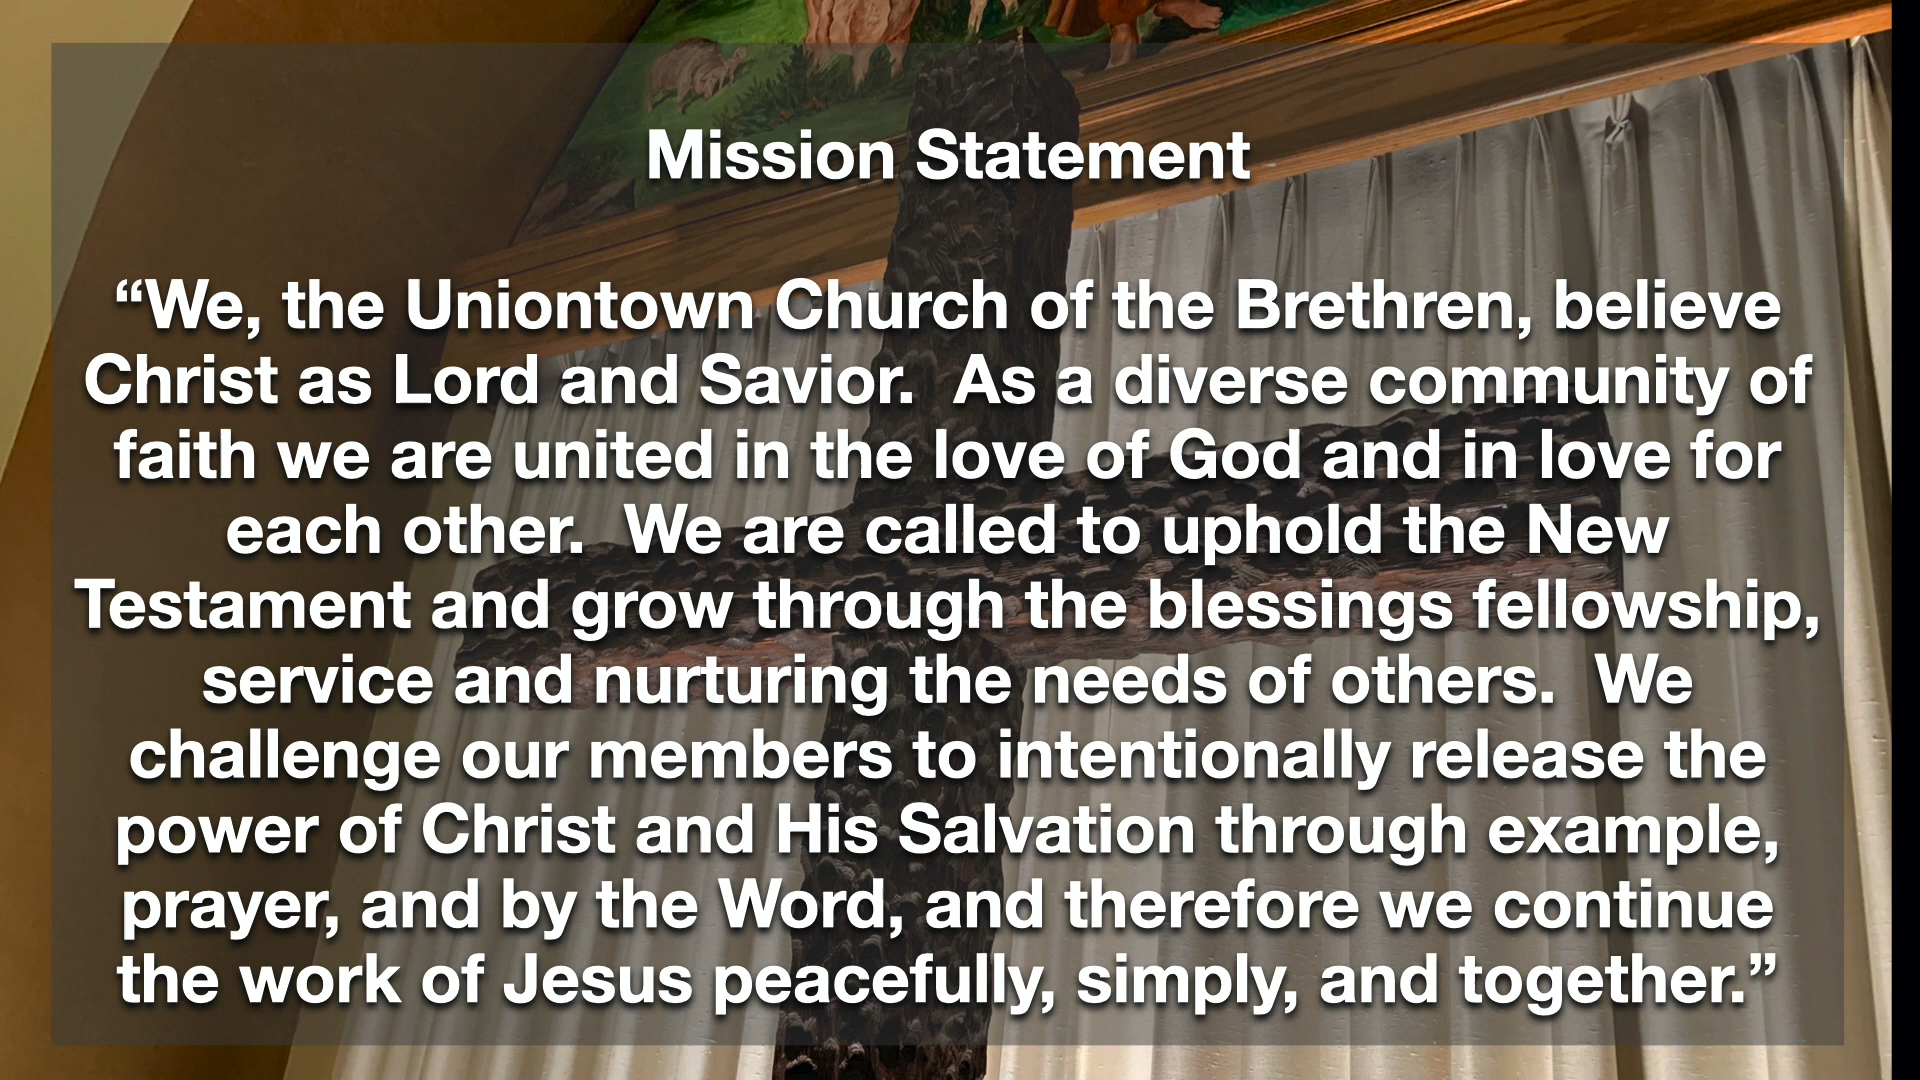 Mission Statement
“We, the Uniontown Church of the Brethren, believe
Christ as Lord and Savior.  As a diverse community of
faith we are united in the love of God and in love for
each other.  We are called to uphold the New
Testament and grow through the blessings fellowship,
service and nurturing the needs of others.  We
challenge our members to intentionally release the
power of Christ and His Salvation through example,
prayer, and by the Word, and therefore we continue
the work of Jesus peacefully, simply, and together.”